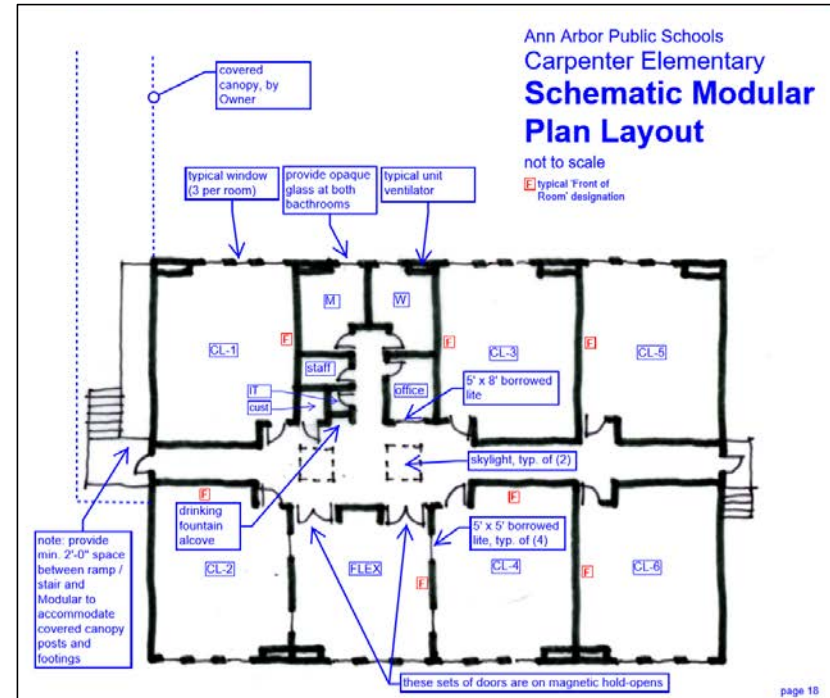 Ann Arbor Public Schools
Carpenter Elementary
Schematic Modular
Plan Layout
not to scale
F typical 'Front of
Room' designation
covered
canopy, by
Owner
typical window
(3 per room)
provide opaque
glass at both
bacthrooms
typical unit
ventilator
M
W
CL-1
F
F
CL-3
F
CL-5
staff
IT
cust
office
5' x 8' borrowed
lite
skylight, typ. of (2)
drinking
fountain
alcove
F
F
5' x 5' borrowed
lite, typ. of (4)
note: provide
min. 2'-0" space
between ramp /
stair and
Modular to
accommodate
covered canopy
posts and
footings
CL-2
FLEX
F
CL-4
F
CL-6
these sets of doors are on magnetic hold-opens
page 18